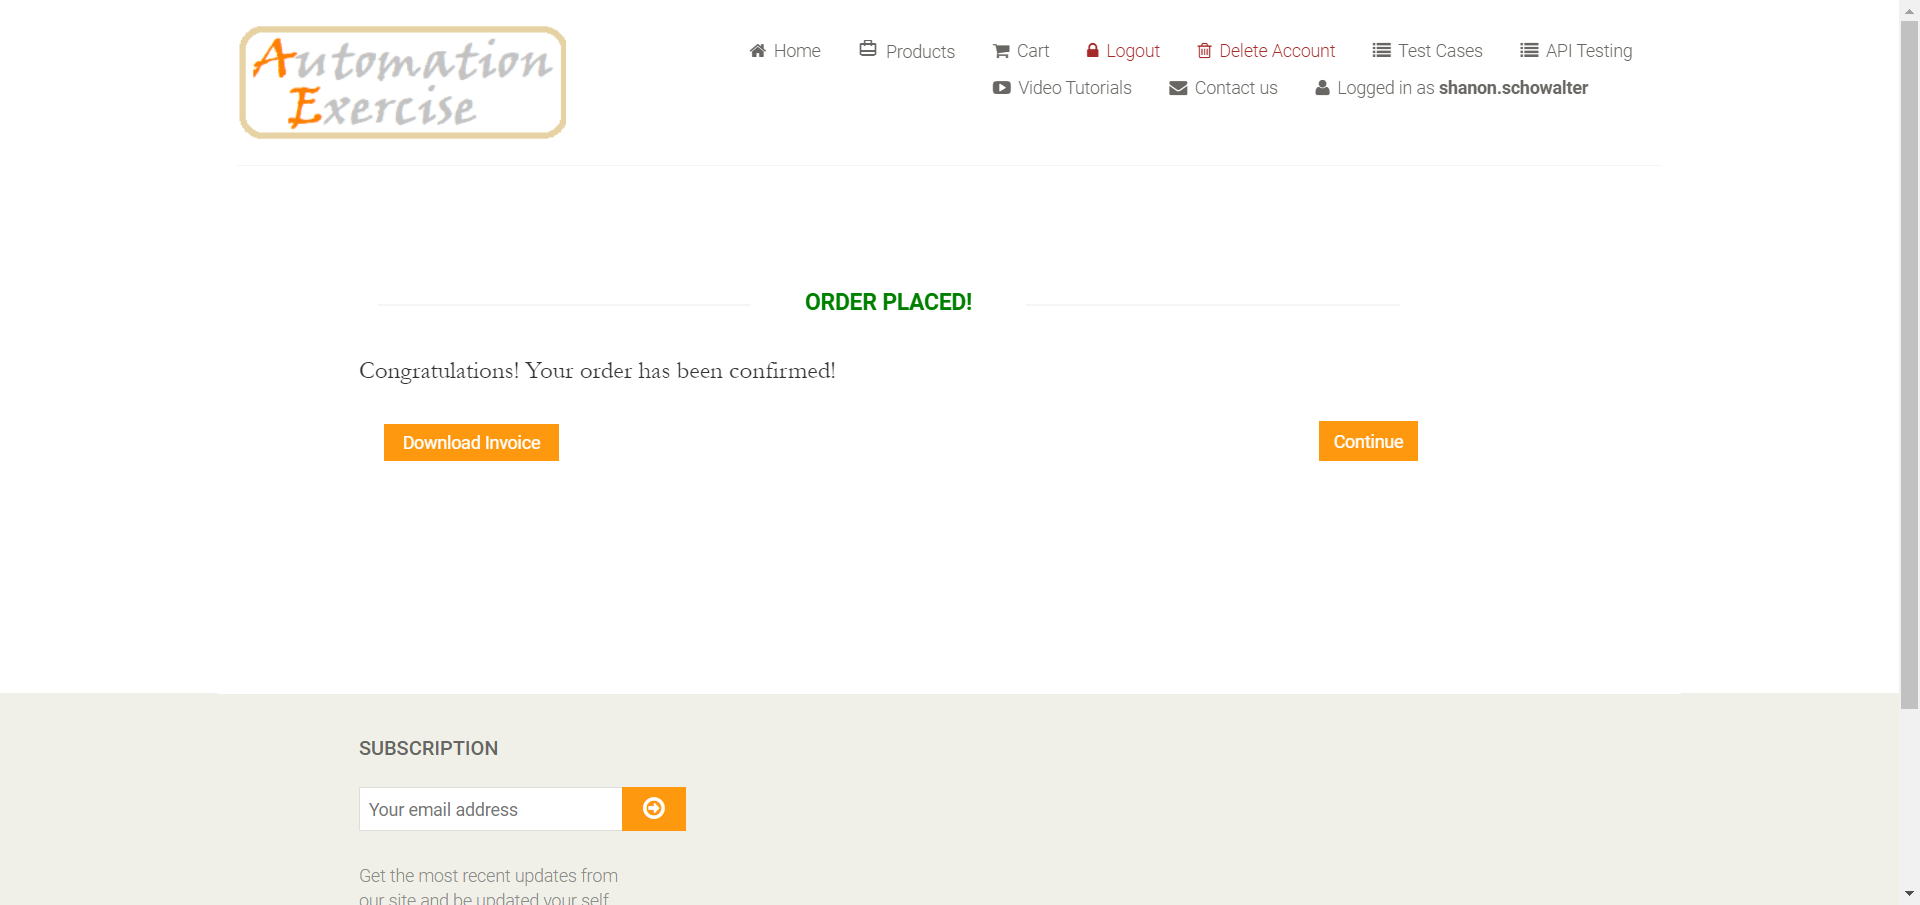 Automation
Exercise
Home
Products
Cart
Logout
Delete Account
Test Cases
API Testing
Video Tutorials
Contact us
Logged in as shanon.schowalter
ORDER PLACED!
Congratulations! Your order has been confirmed!
Download Invoice
Continue
SUBSCRIPTION
Your email address
Get the most recent updates from
our site and be updated your self